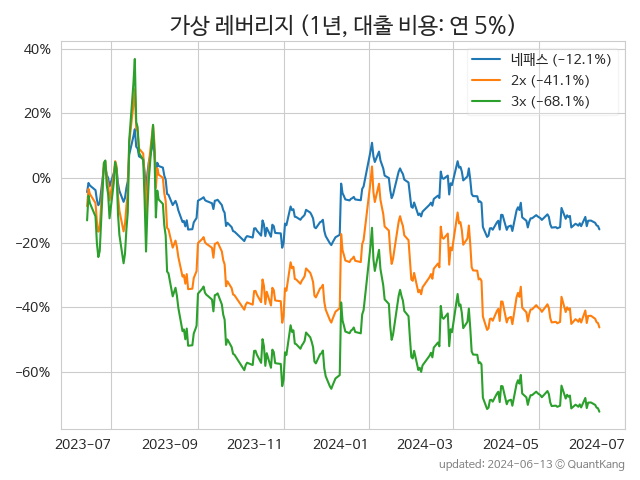 가상 레버리지 (1년, 대출 비용: 연 5%)
네패스 (−12.1%)
2x (−41.1%)
3x (−68.1%)
40%
20%
0%
−20%
−40%
−60%
2023-07
2023-09
2023-11
2024-01
2024-03
2024-05
2024-07
updated: 2024-06-13 © QuantKang